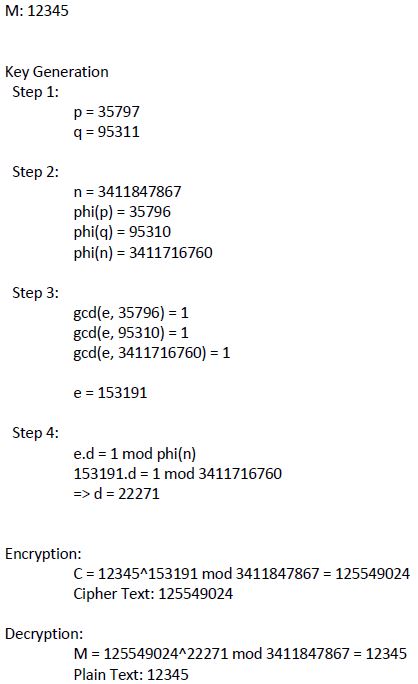 M: 12345
Key Generation
Step 1:
p = 35797
q = 95311
Step 2:
n = 3411847867
phi(p) = 35796
phi(q) = 95310
phi(n) = 3411716760
Step 3:
gcd(e, 35796) = 1
gcd(e, 95310) = 1
gcd(e, 3411716760) = 1
e = 153191
Step 4:
e.d = 1 mod phi(n)
153191.d = 1 mod 3411716760
=> d = 22271
Encryption:
C = 12345^153191 mod 3411847867 = 125549024
Cipher Text: 125549024
Decryption:
M = 125549024^22271 mod 3411847867 = 12345
Plain Text: 12345